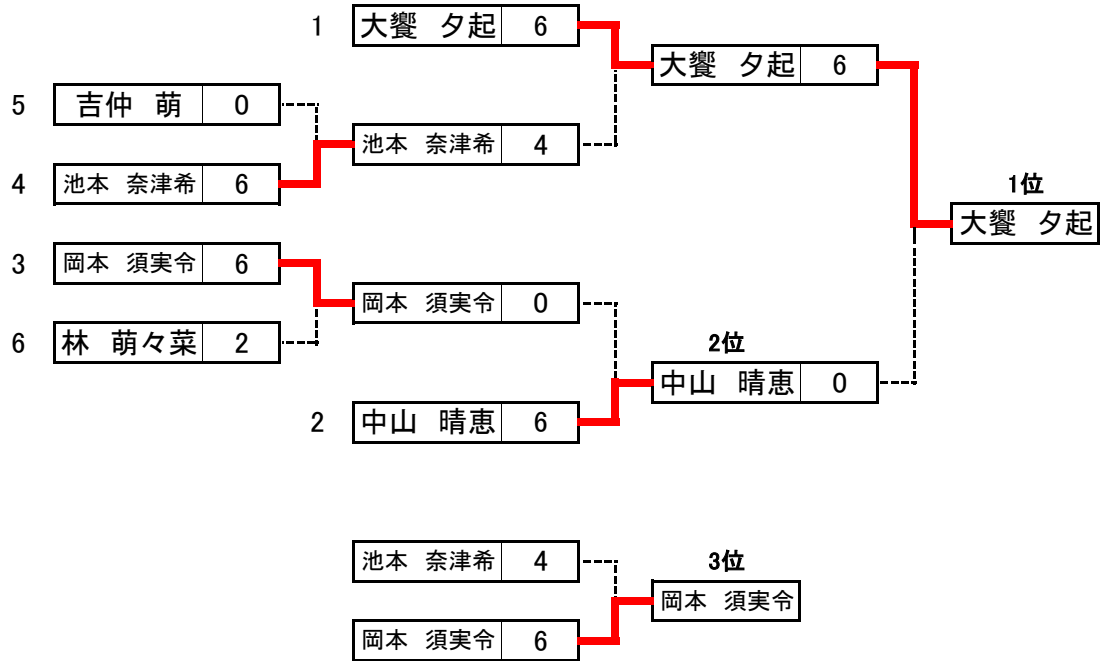 1 大饗 夕起 6
大饗 夕起 6
5 吉仲 萌 0
池本 奈津希 4
4 池本 奈津希 6
1位
大饗 夕起
3 岡本 須実令 6
岡本 須実令 0
6 林 萌々菜 2
2位
中山 晴恵 0
2 中山 晴恵 6
池本 奈津希 4
3位
岡本 須実令
岡本 須実令 6